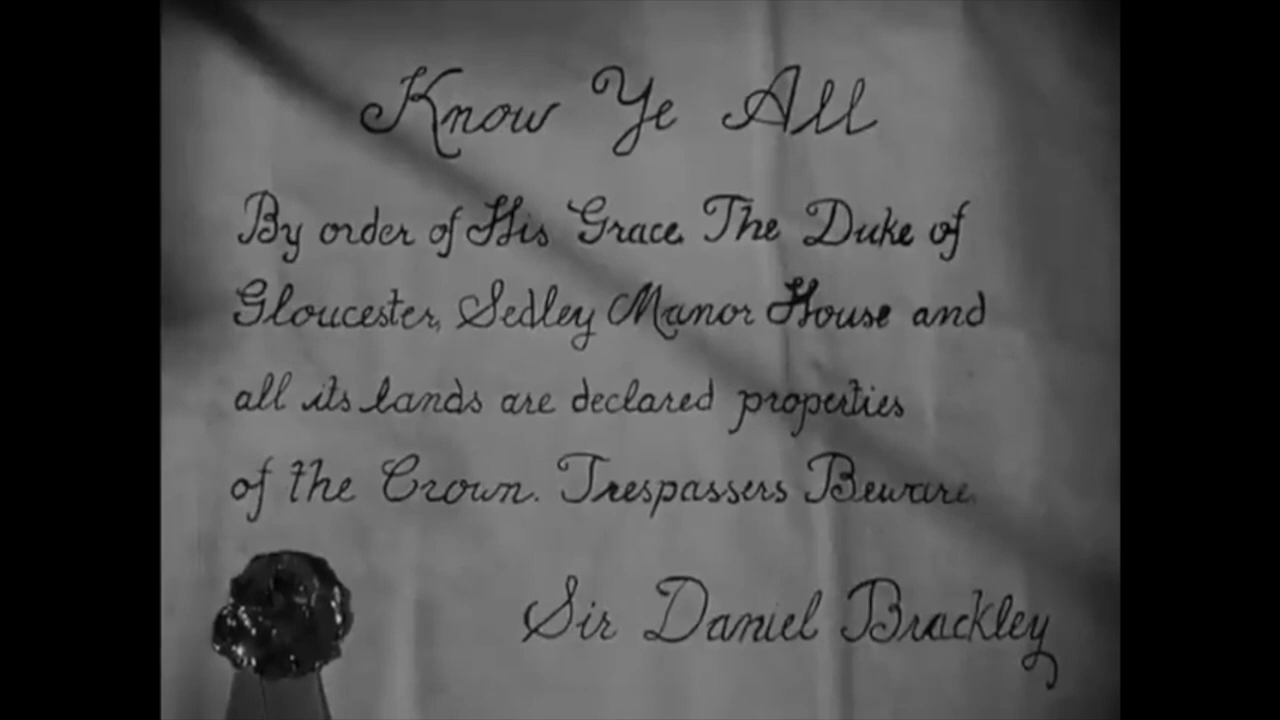 Know Ye All
By order of His Grace The Duke of
Gloucester, Sedley Manor House and
all its lands are declared properties
of the Crown. Trespassers Beware.
Sir Daniel Brackley